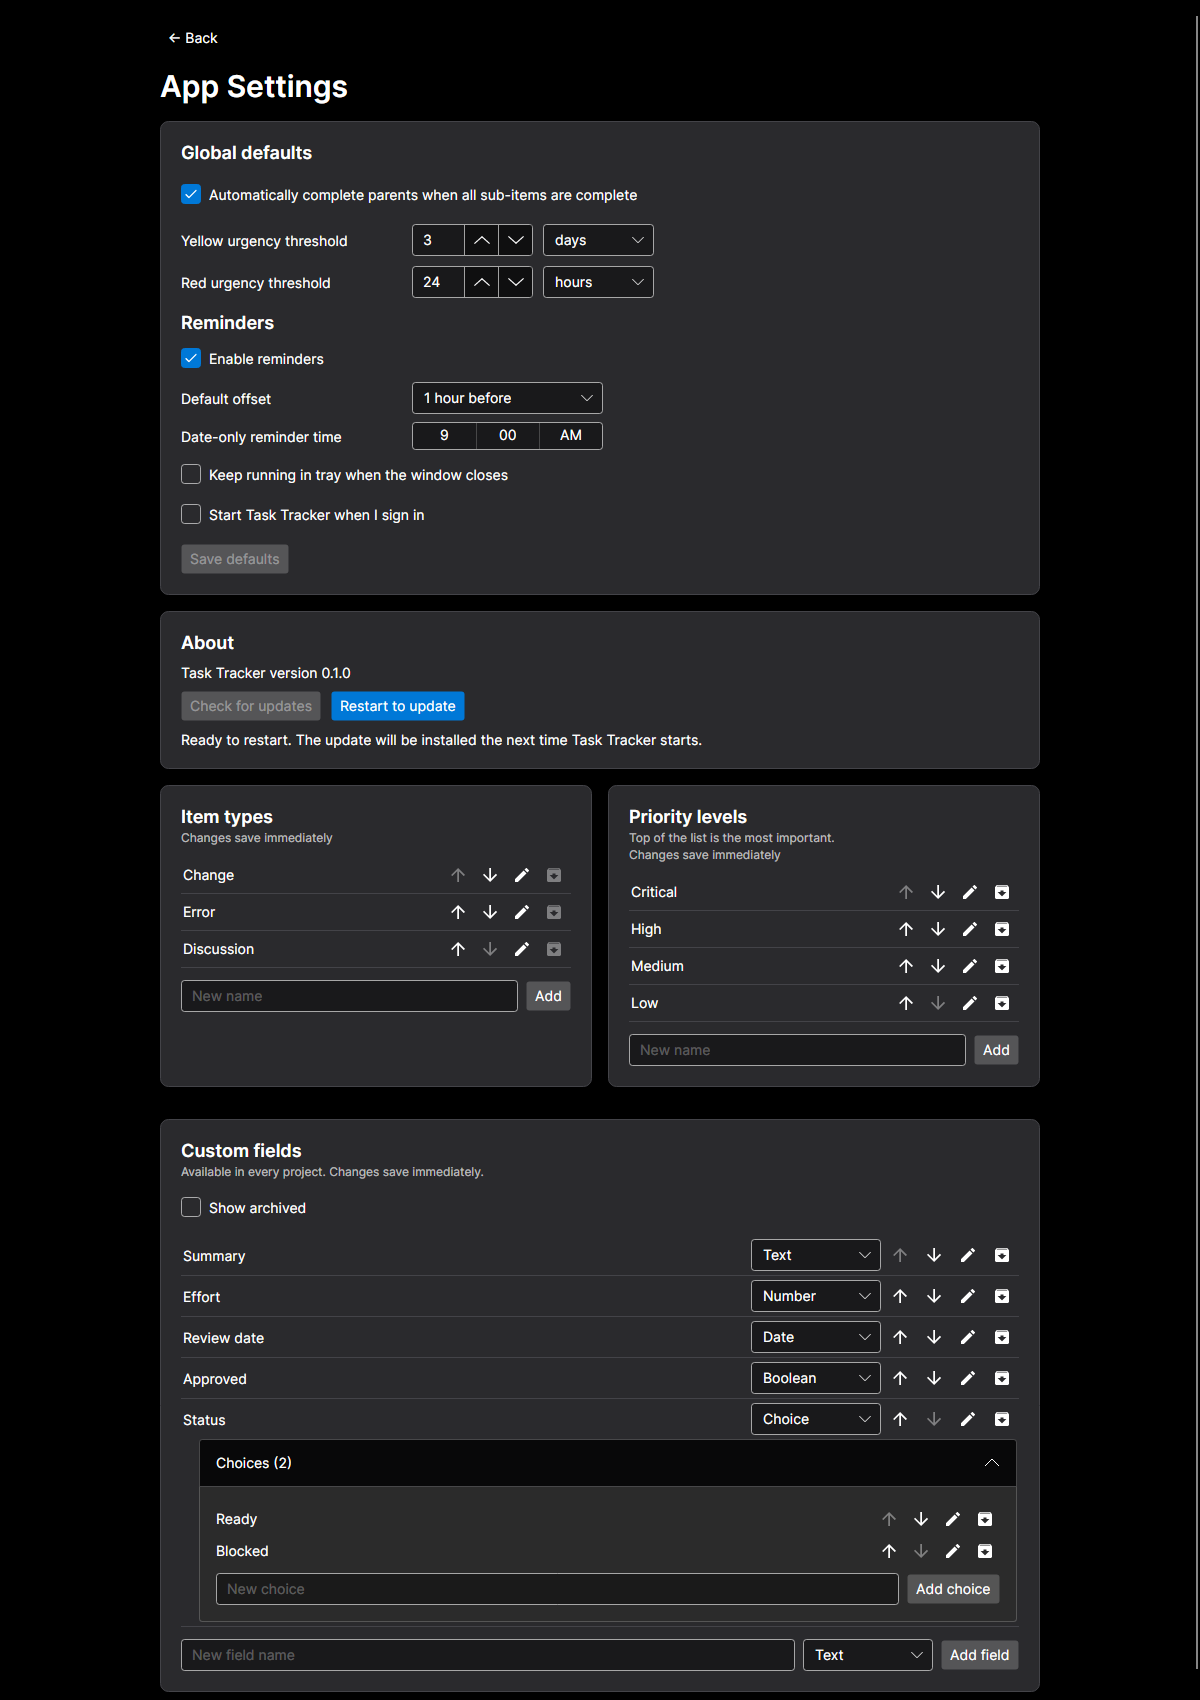 ← Back
App Settings
Global defaults
Automatically complete parents when all sub-items are complete
Yellow urgency threshold 3 days
Red urgency threshold 24 hours
Reminders
Enable reminders
Default offset 1 hour before
Date-only reminder time 9 00 AM
Keep running in tray when the window closes
Start Task Tracker when I sign in
Save defaults
About
Task Tracker version 0.1.0
Check for updates Restart to update
Ready to restart. The update will be installed the next time Task Tracker starts.
Item types
Changes save immediately
Change
Error
Discussion
New name Add
Priority levels
Top of the list is the most important.
Changes save immediately
Critical
High
Medium
Low
New name Add
Custom fields
Available in every project. Changes save immediately.
Show archived
Summary Text
Effort Number
Review date Date
Approved Boolean
Status Choice
Choices (2)
Ready
Blocked
New choice Add choice
New field name Text Add field